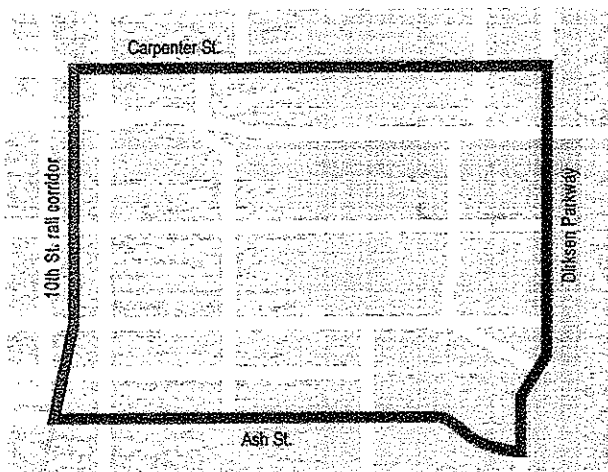 Carpenter St.
10th St. rail corridor
Dirksen Parkway
Ash St.